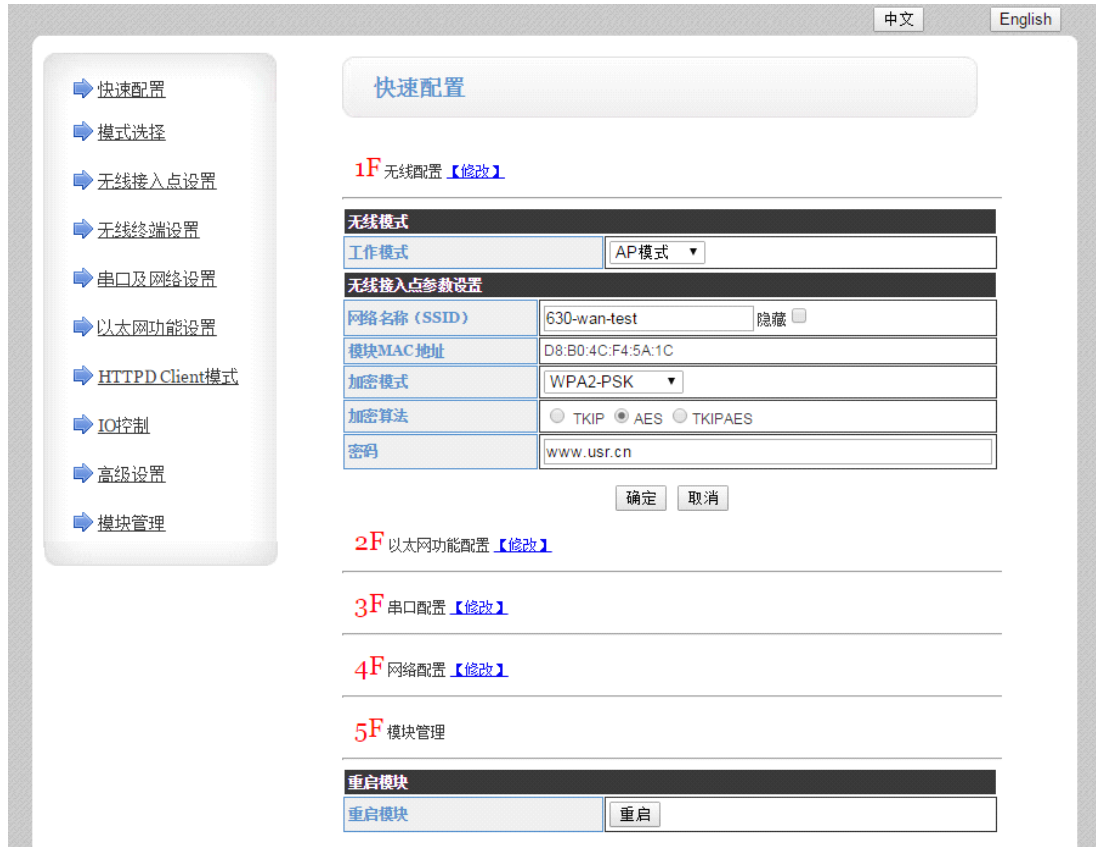 中文 English
快速配置
模式选择
无线接入点设置
无线终端设置
串口及网络设置
以太网功能设置
HTTPD Client模式
IO控制
高级设置
模块管理
快速配置
1F 无线配置 【修改】
无线模式
工作模式 AP模式
无线接入点参数设置
网络名称（SSID） 630-wan-test 隐藏
模块MAC地址 D8:B0:4C:F4:5A:1C
加密模式 WPA2-PSK
加密算法 TKIP AES TKIPAES
密码 www.usr.cn
确定 取消
2F 以太网功能配置 【修改】
3F 串口配置 【修改】
4F 网络配置 【修改】
5F 模块管理
重启模块
重启模块 重启